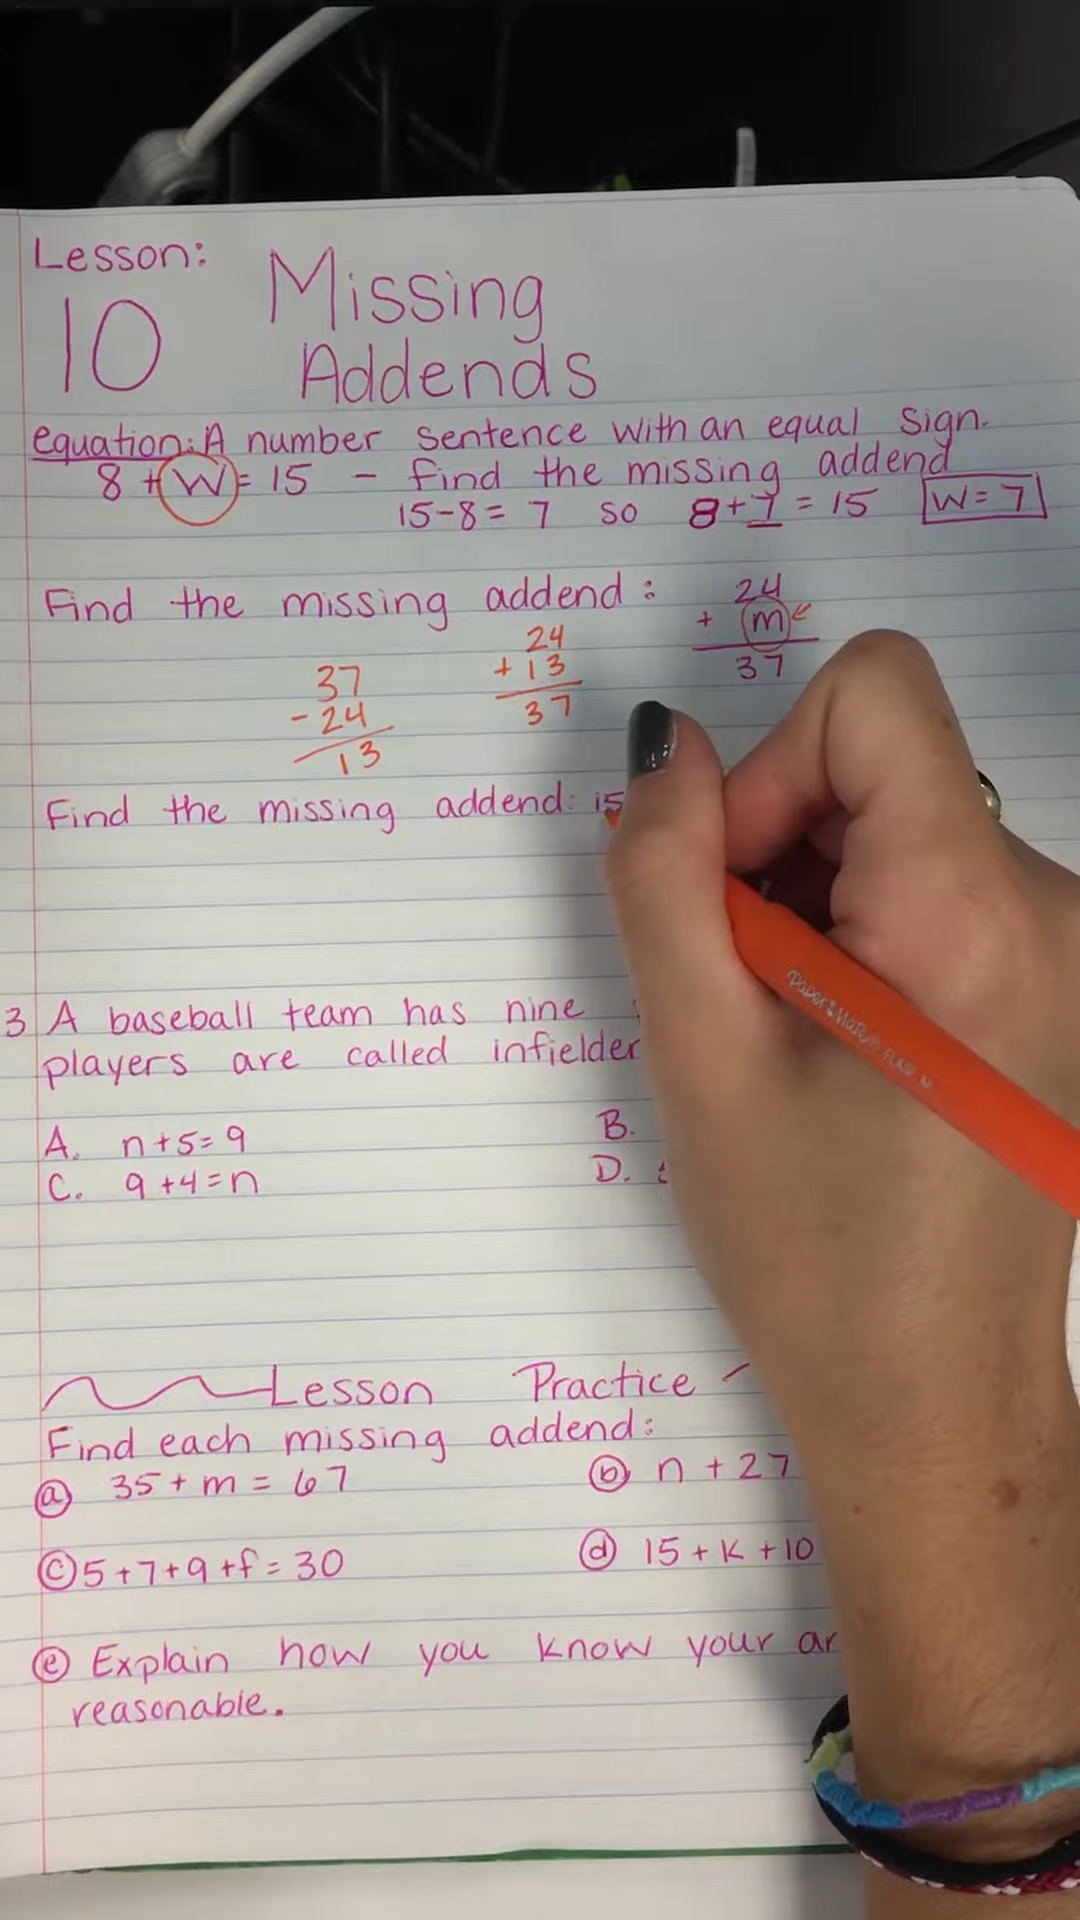 Lesson:
10
Missing
Addends
equation: A number sentence with an equal sign.
8 + w = 15 - find the missing addend
15-8 = 7 so 8+7 = 15 W=7
Find the missing addend:
24
+ m
37
24
+ 13
37
37
- 24
13
Find the missing addend: 15
3 A baseball team has nine
players are called infielder
A. n+5=9
B.
C. 9+4=n
D.
Lesson Practice
Find each missing addend:
(a) 35 + m = 67
(b) n + 27
(c) 5+7+9+f = 30
(d) 15 + k + 10
(e) Explain how you know your
reasonable.
Paper Mate FLAIR M